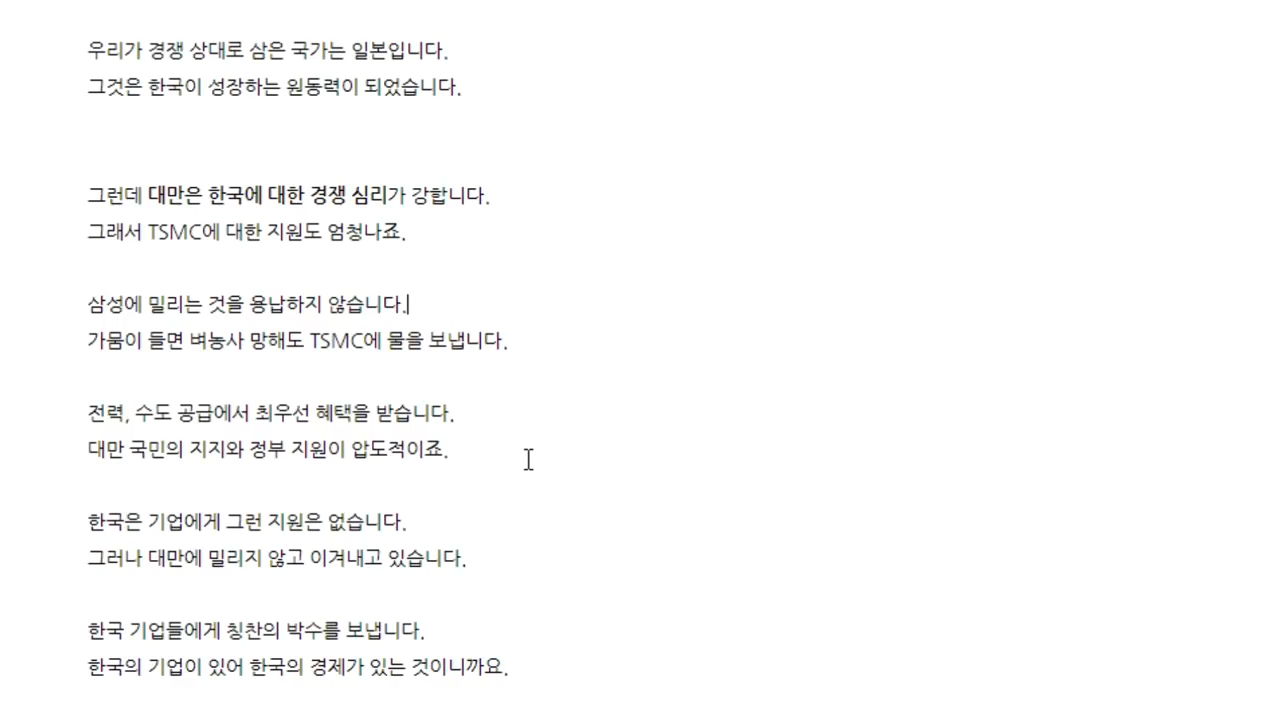 우리가 경쟁 상대로 삼은 국가는 일본입니다.
그것은 한국이 성장하는 원동력이 되었습니다.
그런데 대만은 한국에 대한 경쟁 심리가 강합니다.
그래서 TSMC에 대한 지원도 엄청나죠.
삼성에 밀리는 것을 용납하지 않습니다.
가뭄이 들면 벼농사 망해도 TSMC에 물을 보냅니다.
전력, 수도 공급에서 최우선 혜택을 받습니다.
대만 국민의 지지와 정부 지원이 압도적이죠.
한국은 기업에게 그런 지원은 없습니다.
그러나 대만에 밀리지 않고 이겨내고 있습니다.
한국 기업들에게 칭찬의 박수를 보냅니다.
한국의 기업이 있어 한국의 경제가 있는 것이니까요.